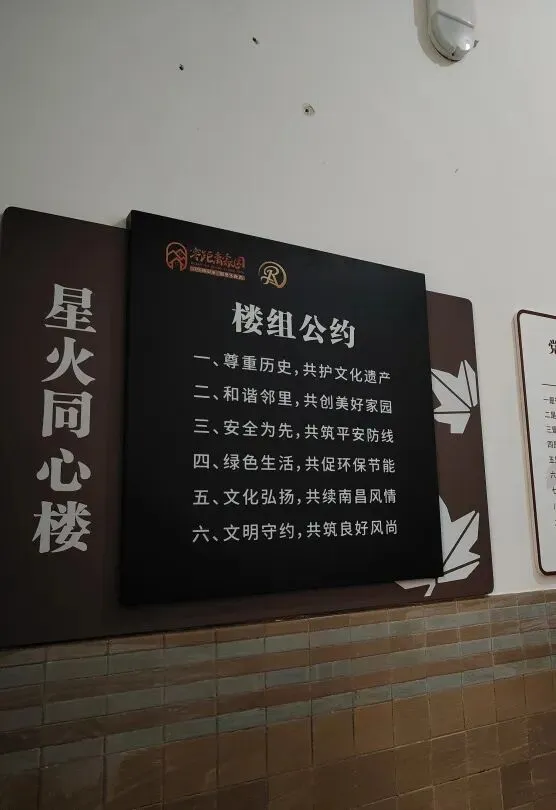 星火同心楼
楼组公约
一、尊重历史,共护文化遗产
二、和谐邻里,共创美好家园
三、安全为先,共筑平安防线
四、绿色生活,共促环保节能
五、文化弘扬,共续南昌风情
六、文明守约,共筑良好风尚